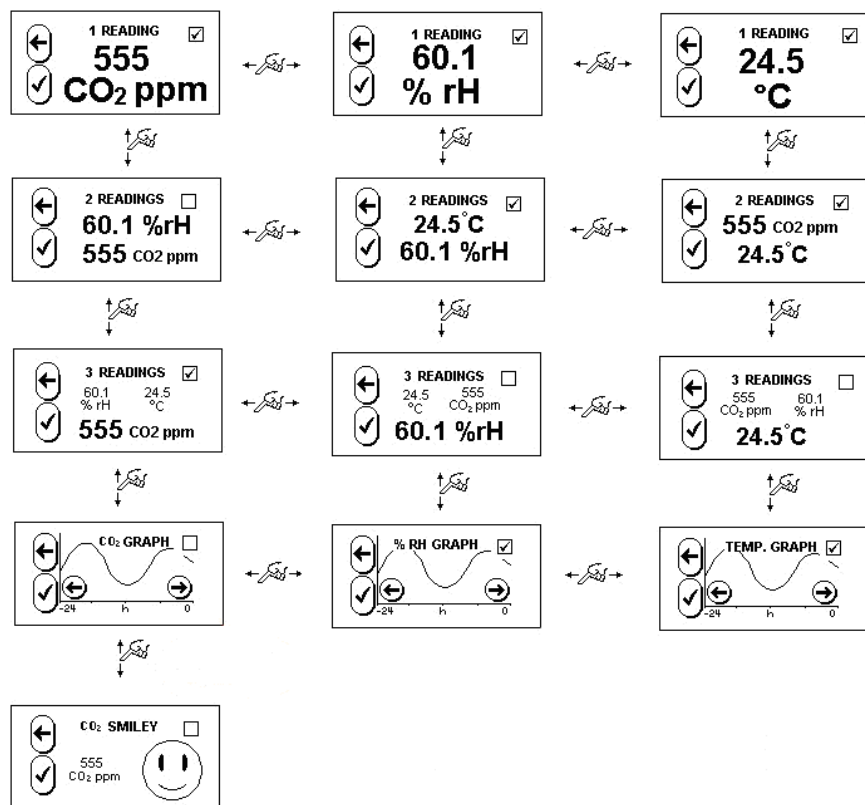 1 READING
555
CO₂ ppm
1 READING
60.1
% rH
1 READING
24.5
°C
2 READINGS
60.1 %rH
555 CO2 ppm
2 READINGS
24.5°C
60.1 %rH
2 READINGS
555 CO2 ppm
24.5°C
3 READINGS
60.1 24.5
% rH °C
555 CO2 ppm
3 READINGS
24.5 555
°C CO₂ ppm
60.1 %rH
3 READINGS
555 60.1
CO₂ ppm % rH
24.5°C
CO₂ GRAPH
-24 h 0
% RH GRAPH
-24 h 0
TEMP. GRAPH
-24 h 0
CO₂ SMILEY
555
CO₂ ppm